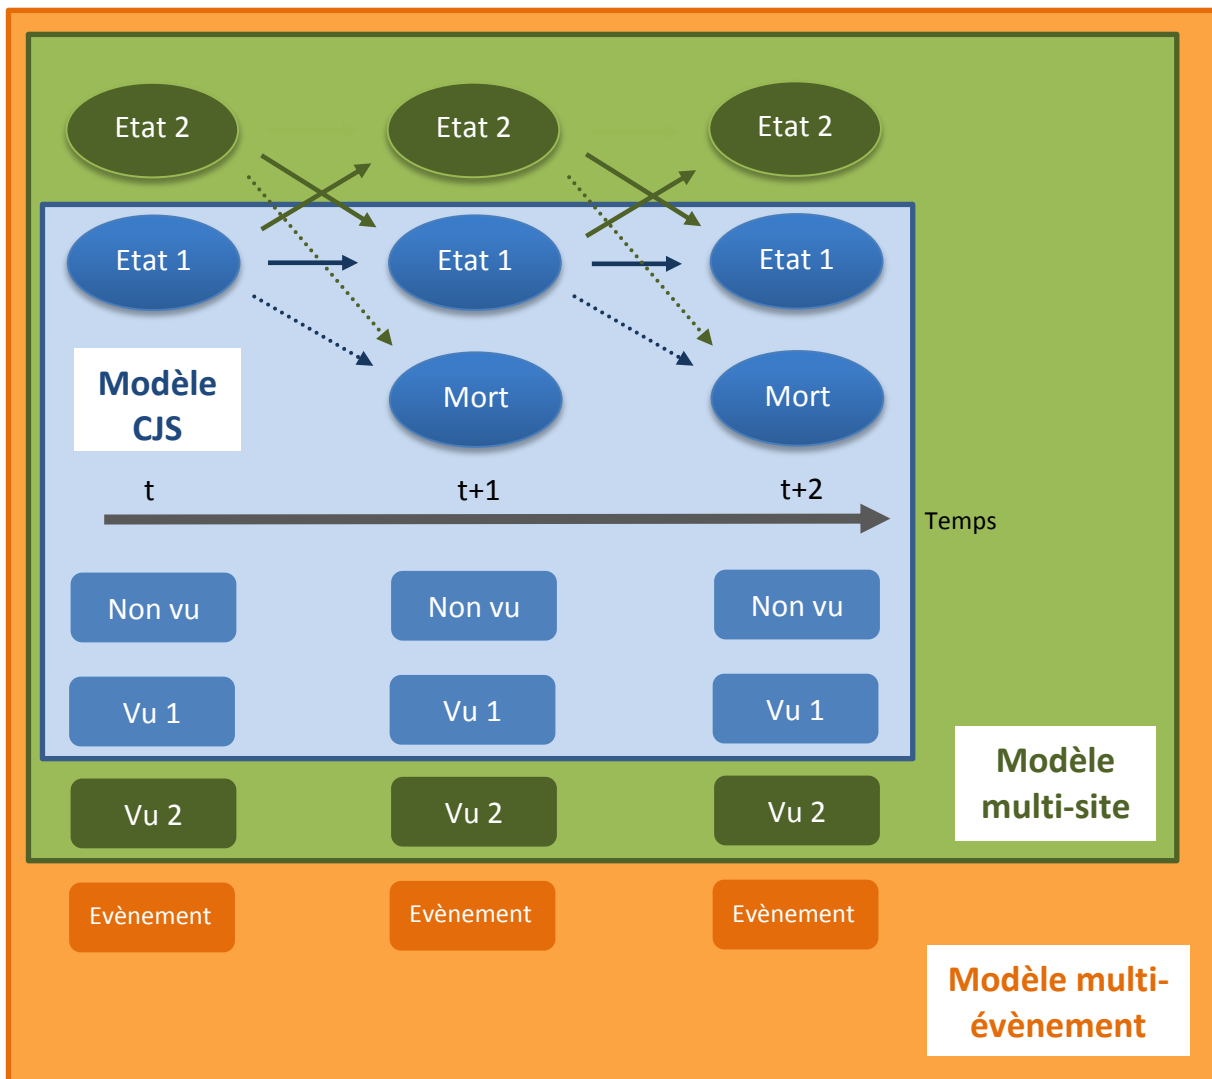 Etat 2
Etat 2
Etat 2
Etat 1
Etat 1
Etat 1
Modèle
CJS
Mort
Mort
t
t+1
t+2
Temps
Non vu
Non vu
Non vu
Vu 1
Vu 1
Vu 1
Modèle
multi-site
Vu 2
Vu 2
Vu 2
Evènement
Evènement
Evènement
Modèle multi-
évènement